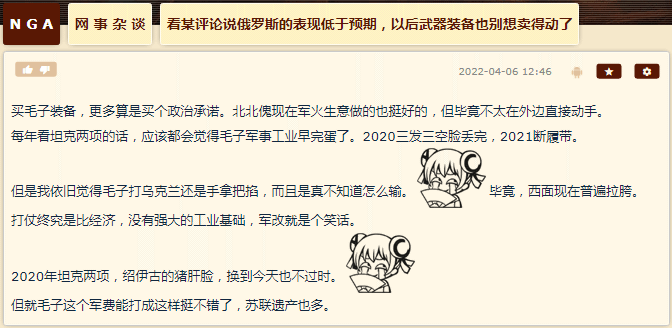 NGA 网事杂谈 看某评论说俄罗斯的表现低于预期，以后武器装备也别想卖得动了
2022-04-06 12:46
买毛子装备，更多算是买个政治承诺。北北傀现在军火生意做的也挺好的，但毕竟不太在外边直接动手。
每年看坦克两项的话，应该都会觉得毛子军事工业早完蛋了。2020三发三空脸丢完，2021断履带。
但是我依旧觉得毛子打乌克兰还是手拿把掐，而且是真不知道怎么输。 毕竟，西面现在普遍拉胯。
打仗终究是比经济，没有强大的工业基础，军改就是个笑话。
2020年坦克两项，绍伊古的猪肝脸，换到今天也不过时。
但就毛子这个军费能打成这样挺不错了，苏联遗产也多。